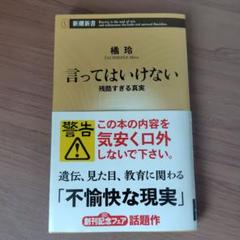 新潮新書
橘 玲
TACHIBANA Akira
言ってはいけない
残酷すぎる真実
警告
この本の内容を
気安く口外
しないで下さい。
遺伝、見た目、教育に関わる
「不愉快な現実」
創刊記念フェア 話題作